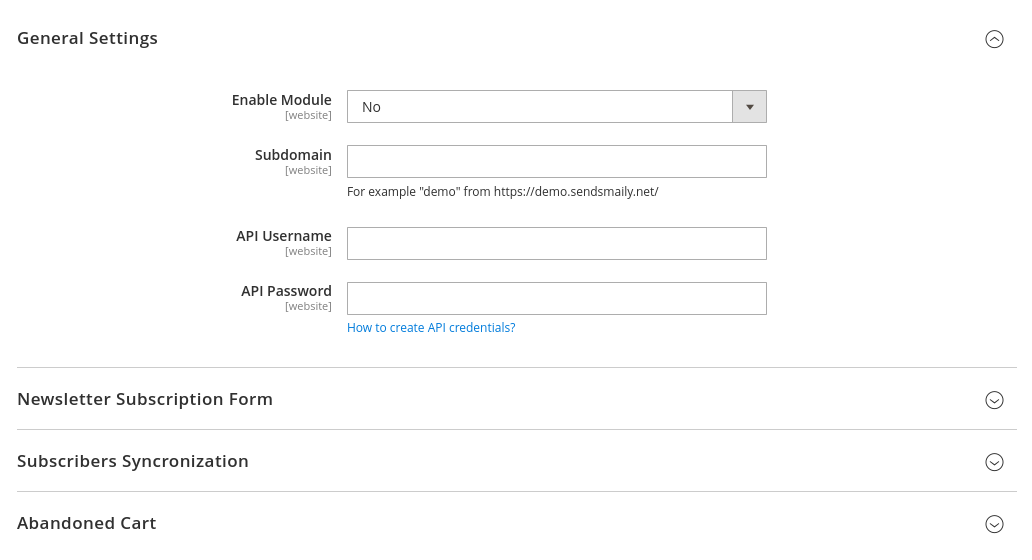 General Settings
Enable Module
[website]
No
Subdomain
[website]
For example "demo" from https://demo.sendsmaily.net/
API Username
[website]
API Password
[website]
How to create API credentials?
Newsletter Subscription Form
Subscribers Syncronization
Abandoned Cart